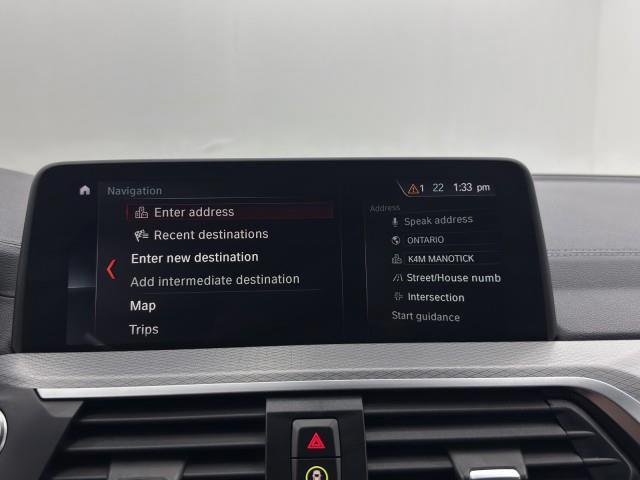 Navigation
1 22 1:33 pm
Enter address
Recent destinations
Enter new destination
Add intermediate destination
Map
Trips
Address
Speak address
ONTARIO
K4M MANOTICK
Street/House numb
Intersection
Start guidance